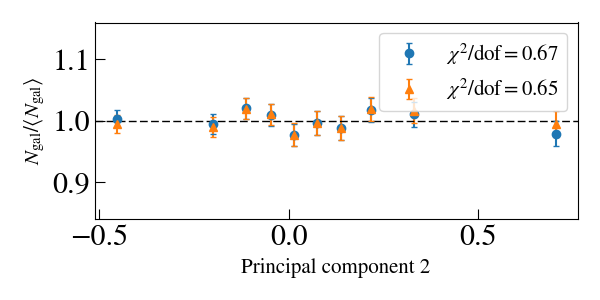 N_gal/⟨N_gal⟩
1.1
1.0
0.9
χ²/dof = 0.67
χ²/dof = 0.65
−0.5
0.0
0.5
Principal component 2